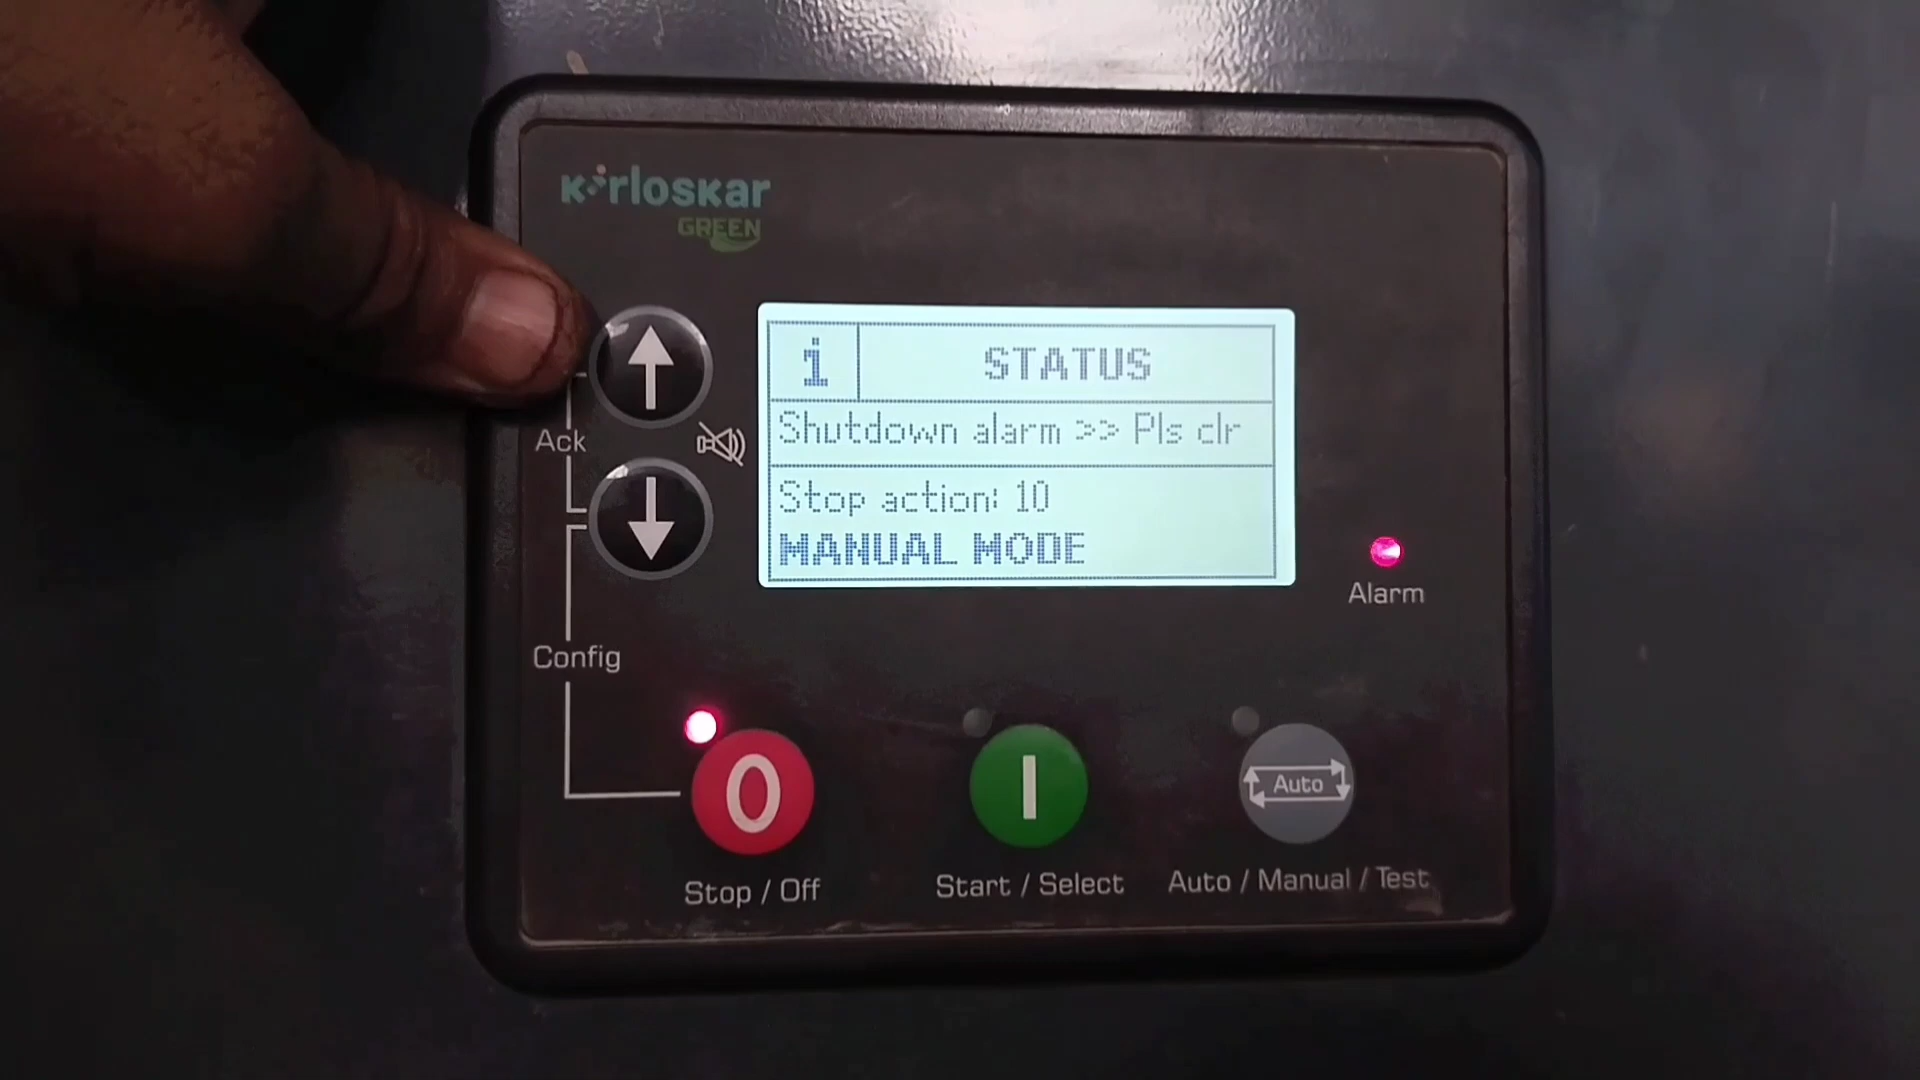 Kirloskar
GREEN
i STATUS
Shutdown alarm >> Pls clr
Stop action: 10
MANUAL MODE
Ack
Config
Alarm
0
I
Auto
Stop / Off
Start / Select
Auto / Manual / Test